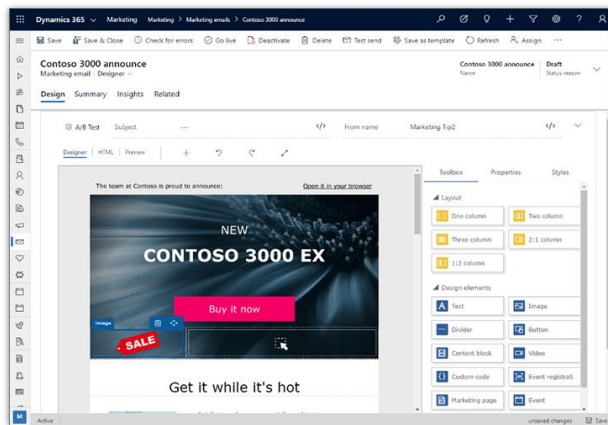 Dynamics 365 Marketing Marketing > Marketing emails > Contoso 3000 announce
Save Save & Close Check for errors Go live Deactivate Delete Test send Save as template Refresh Assign
Contoso 3000 announce
Marketing email · Designer
Contoso 3000 announce
Name
Draft
Status reason
Design Summary Insights Related
A/B Test Subject --- </> From name Marketing Tip2 </>
Designer HTML Preview
Toolbox Properties Styles
The team at Contoso is proud to announce: Open it in your browser
NEW
CONTOSO 3000 EX
Buy it now
Image
SALE
Get it while it's hot
Layout
One column Two column
Three column 2:1 column
1:2 column
Design elements
Text Image
Divider Button
Content block Video
Custom code Event registrati...
Marketing page Event
M Active unsaved changes Save